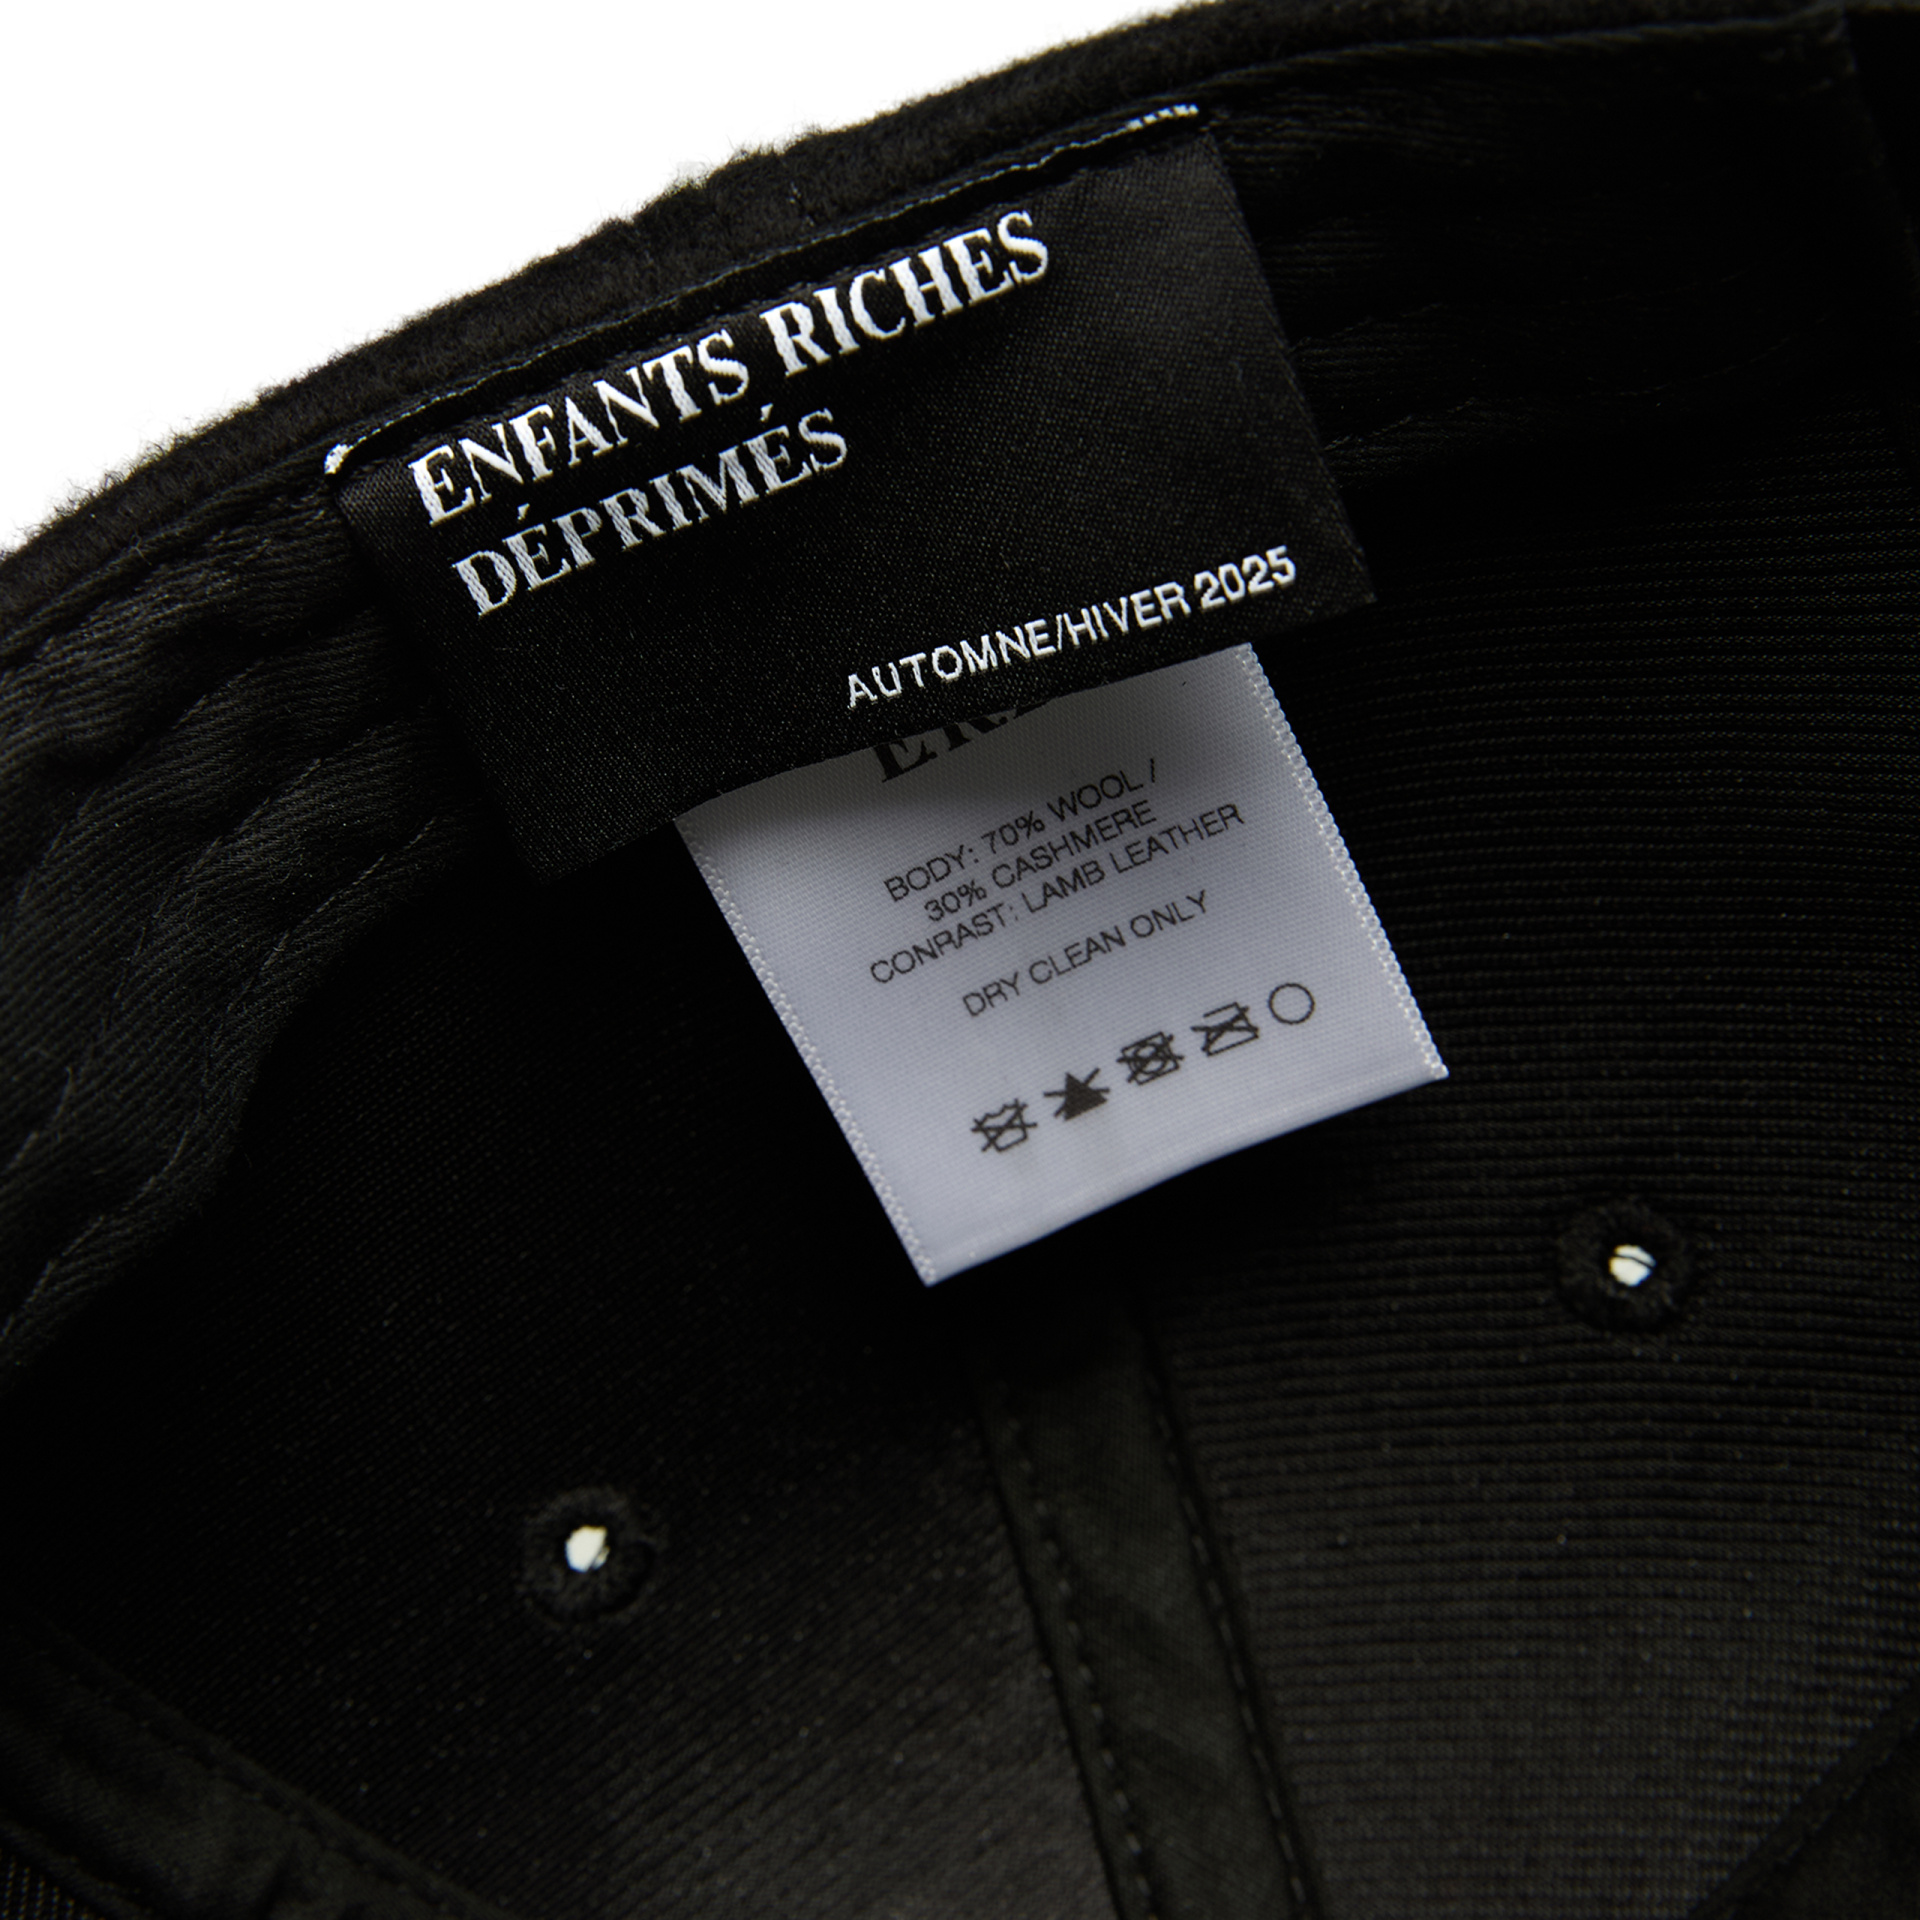 ENFANTS RICHES
DÉPRIMÉS
AUTOMNE/HIVER 2025
BODY: 70% WOOL /
30% CASHMERE
CONRAST: LAMB LEATHER
DRY CLEAN ONLY